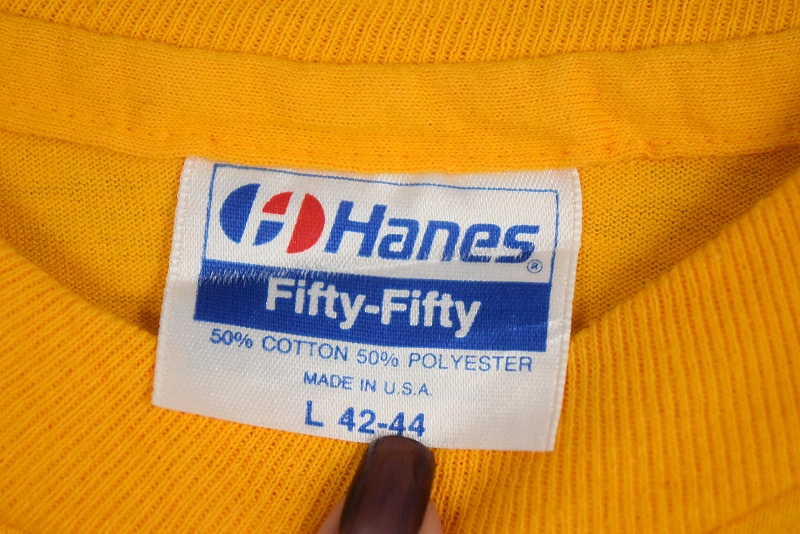 Hanes®
Fifty-Fifty
50% COTTON 50% POLYESTER
MADE IN U.S.A.
L 42-44